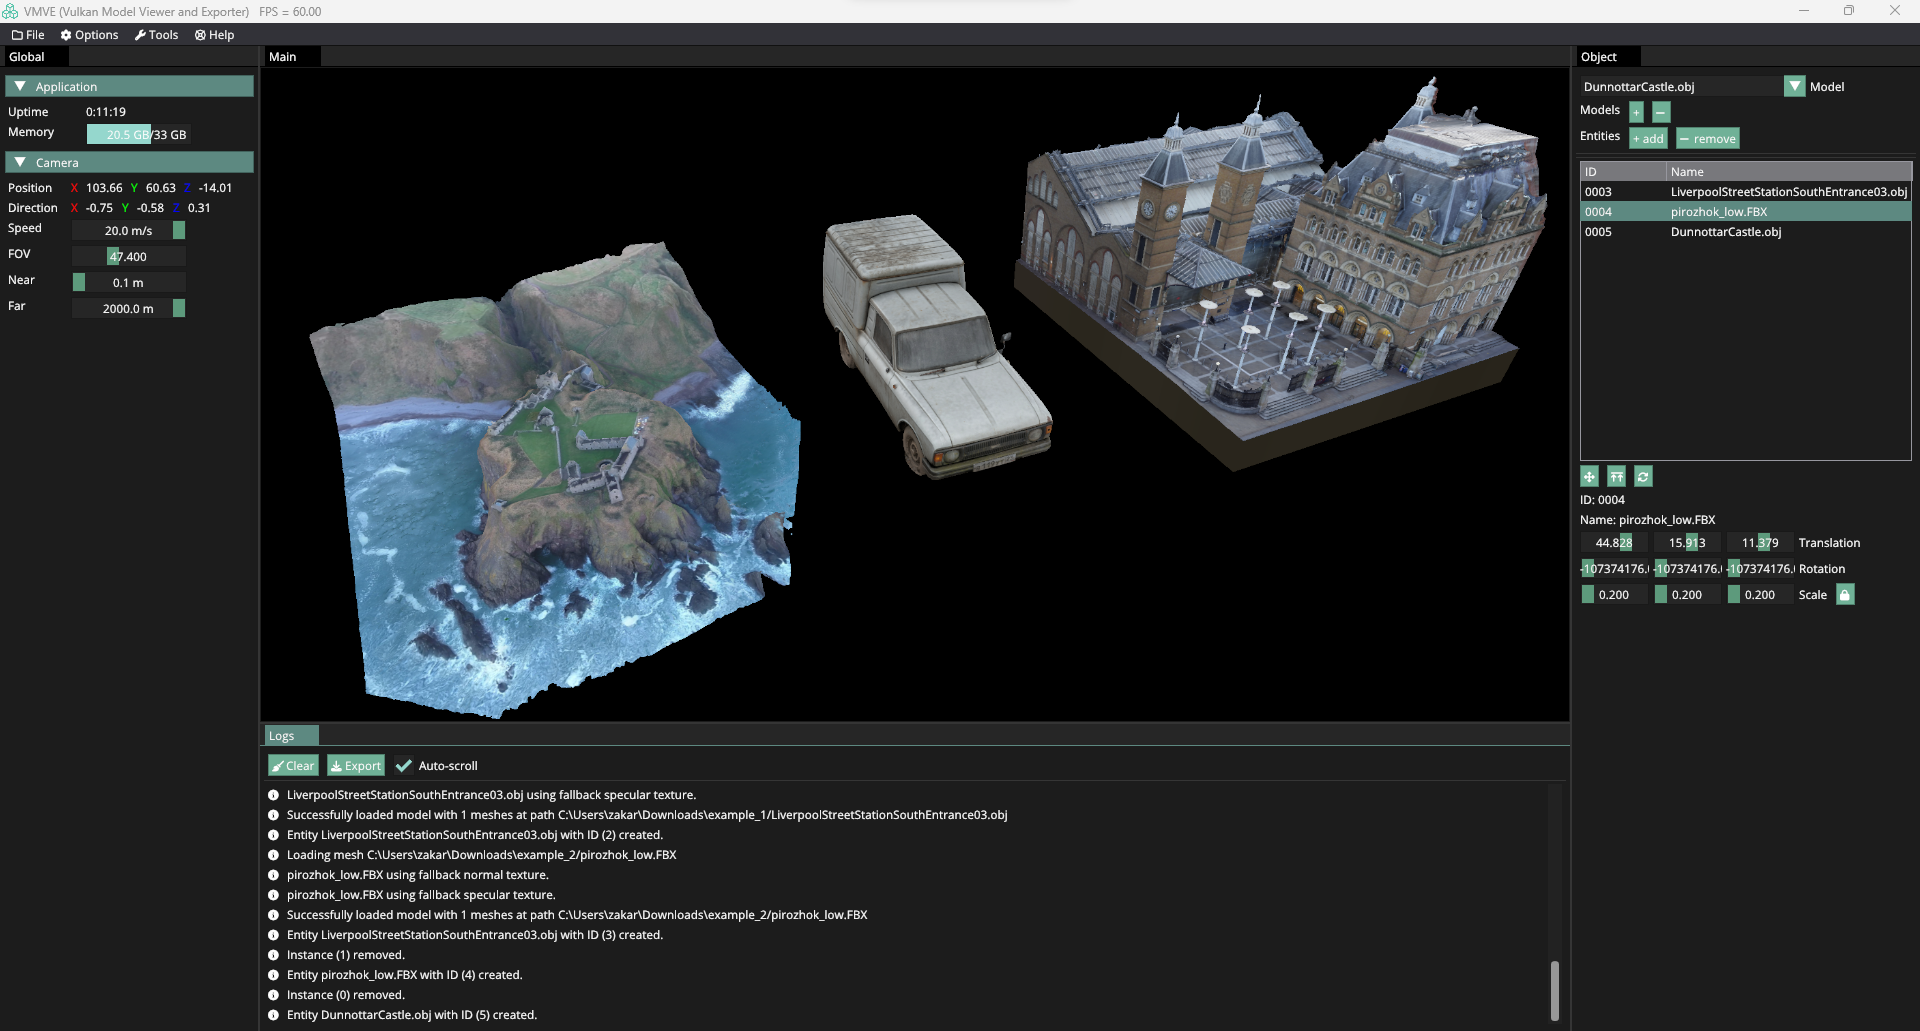 VMVE (Vulkan Model Viewer and Exporter) FPS = 60.00
File Options Tools Help
Global
Application
Uptime 0:11:19
Memory 20.5 GB/33 GB
Camera
Position X 103.66 Y 60.63 Z -14.01
Direction X -0.75 Y -0.58 Z 0.31
Speed 20.0 m/s
FOV 47.400
Near 0.1 m
Far 2000.0 m
Main
Logs
Clear Export Auto-scroll
LiverpoolStreetStationSouthEntrance03.obj using fallback specular texture.
Successfully loaded model with 1 meshes at path C:\Users\zakar\Downloads\example_1/LiverpoolStreetStationSouthEntrance03.obj
Entity LiverpoolStreetStationSouthEntrance03.obj with ID (2) created.
Loading mesh C:\Users\zakar\Downloads\example_2/pirozhok_low.FBX
pirozhok_low.FBX using fallback normal texture.
pirozhok_low.FBX using fallback specular texture.
Successfully loaded model with 1 meshes at path C:\Users\zakar\Downloads\example_2/pirozhok_low.FBX
Entity LiverpoolStreetStationSouthEntrance03.obj with ID (3) created.
Instance (1) removed.
Entity pirozhok_low.FBX with ID (4) created.
Instance (0) removed.
Entity DunnottarCastle.obj with ID (5) created.
Object
DunnottarCastle.obj Model
Models + −
Entities + add − remove
ID Name
0003 LiverpoolStreetStationSouthEntrance03.obj
0004 pirozhok_low.FBX
0005 DunnottarCastle.obj
ID: 0004
Name: pirozhok_low.FBX
44.828 15.913 11.379 Translation
-107374176. -107374176. -107374176. Rotation
0.200 0.200 0.200 Scale